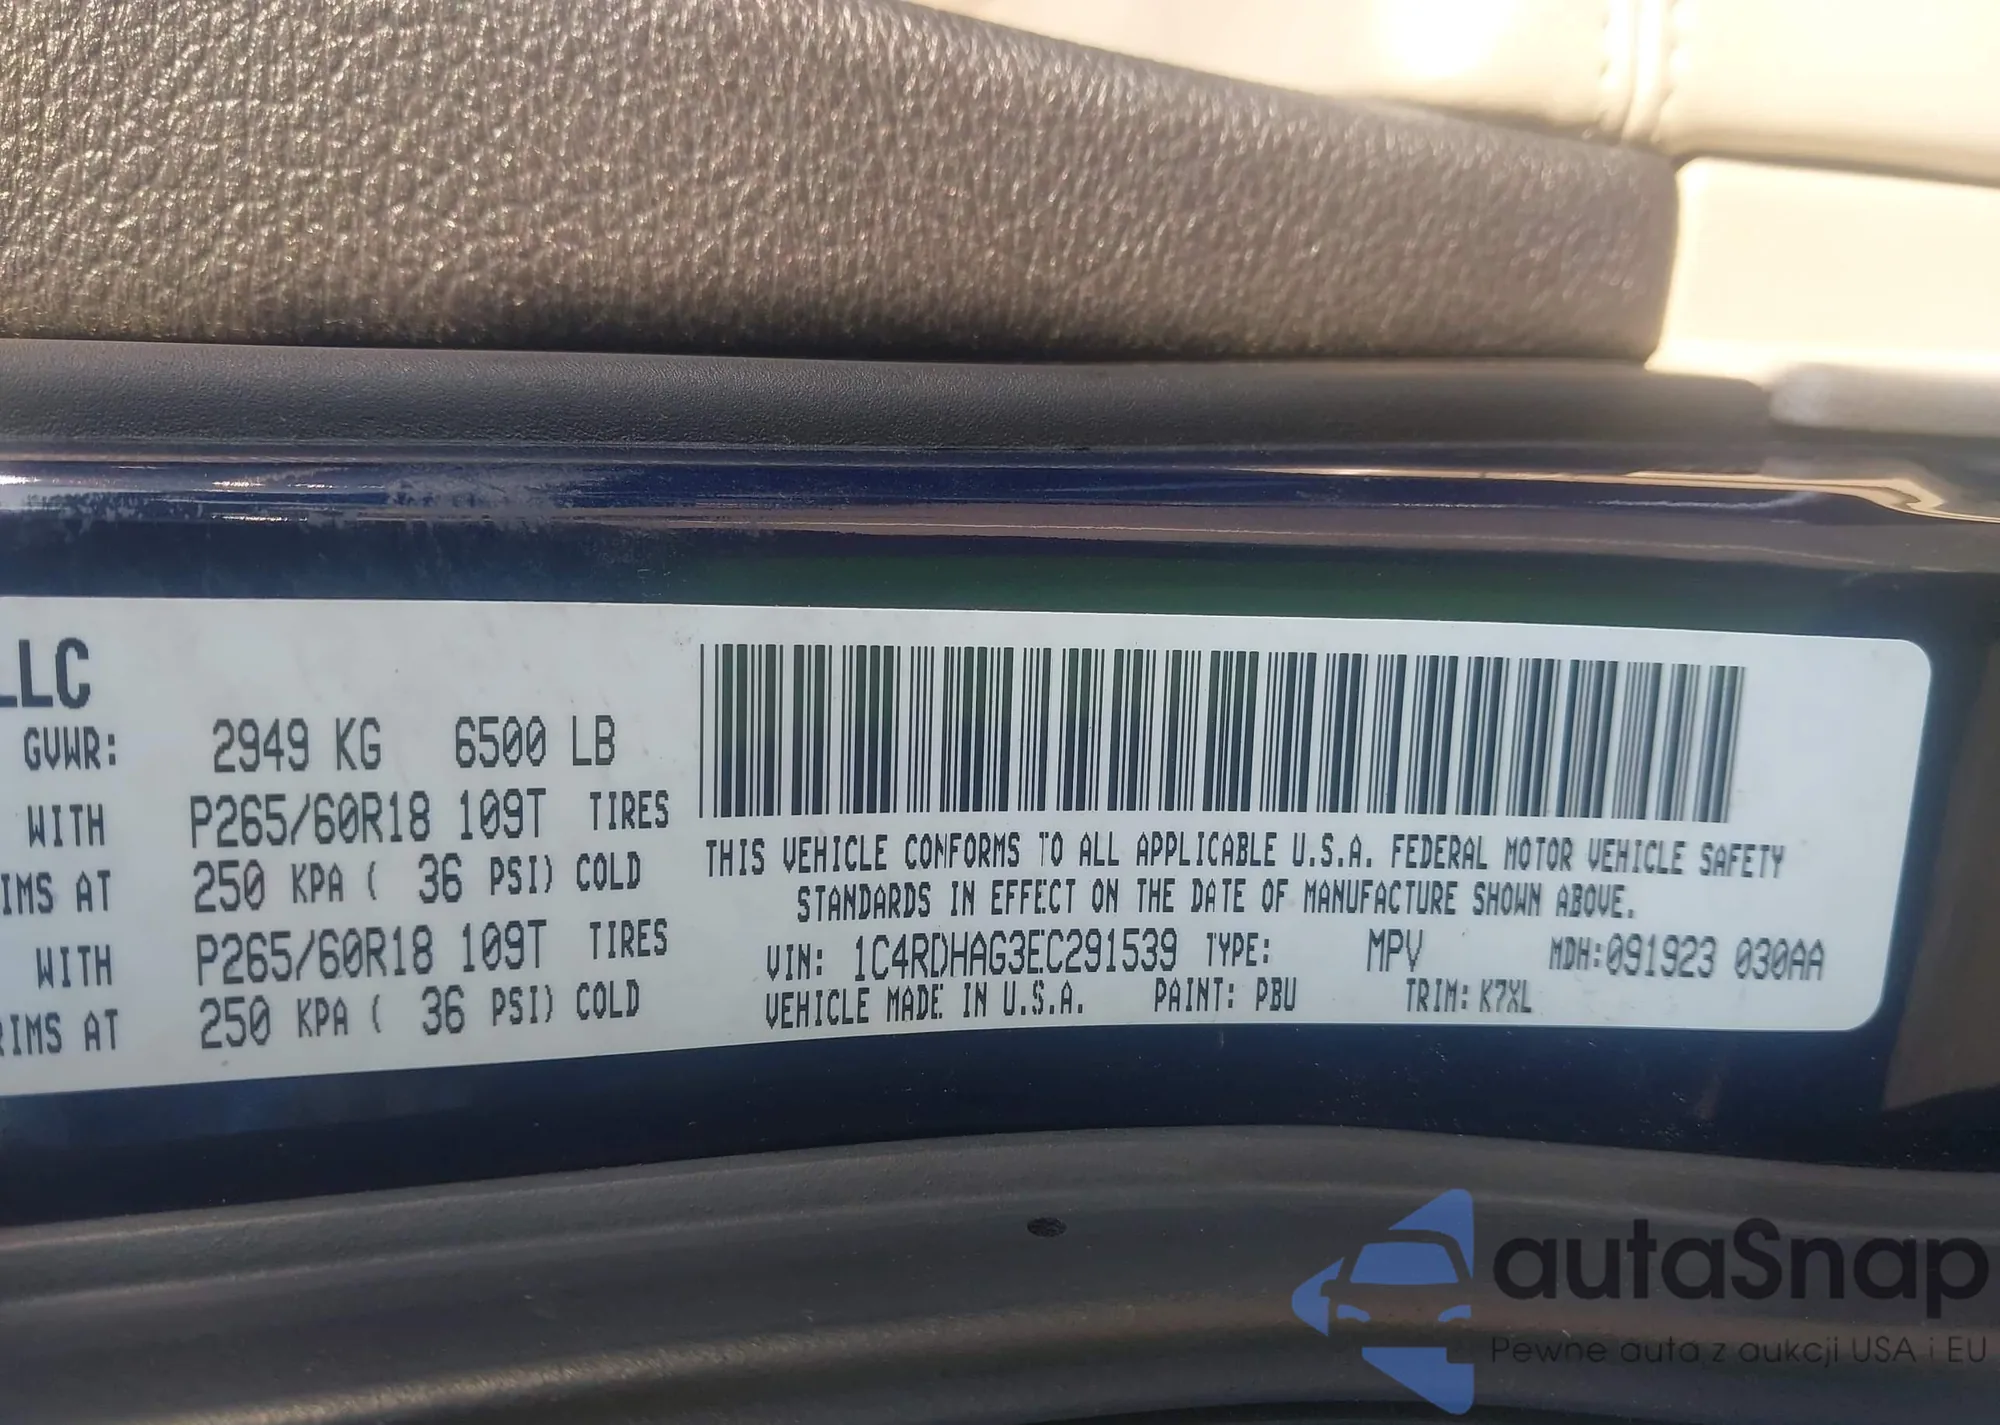 LLC
GVWR: 2949 KG 6500 LB
WITH P265/60R18 109T TIRES
IMS AT 250 KPA ( 36 PSI) COLD
WITH P265/60R18 109T TIRES
RIMS AT 250 KPA ( 36 PSI) COLD
THIS VEHICLE CONFORMS TO ALL APPLICABLE U.S.A. FEDERAL MOTOR VEHICLE SAFETY
STANDARDS IN EFFECT ON THE DATE OF MANUFACTURE SHOWN ABOVE.
VIN: 1C4RDHAG3EC291539 TYPE: MPV MDH:091923 030AA
VEHICLE MADE IN U.S.A. PAINT: PBU TRIM: K7XL
autaSnap
Pewne auta z aukcji USA i EU